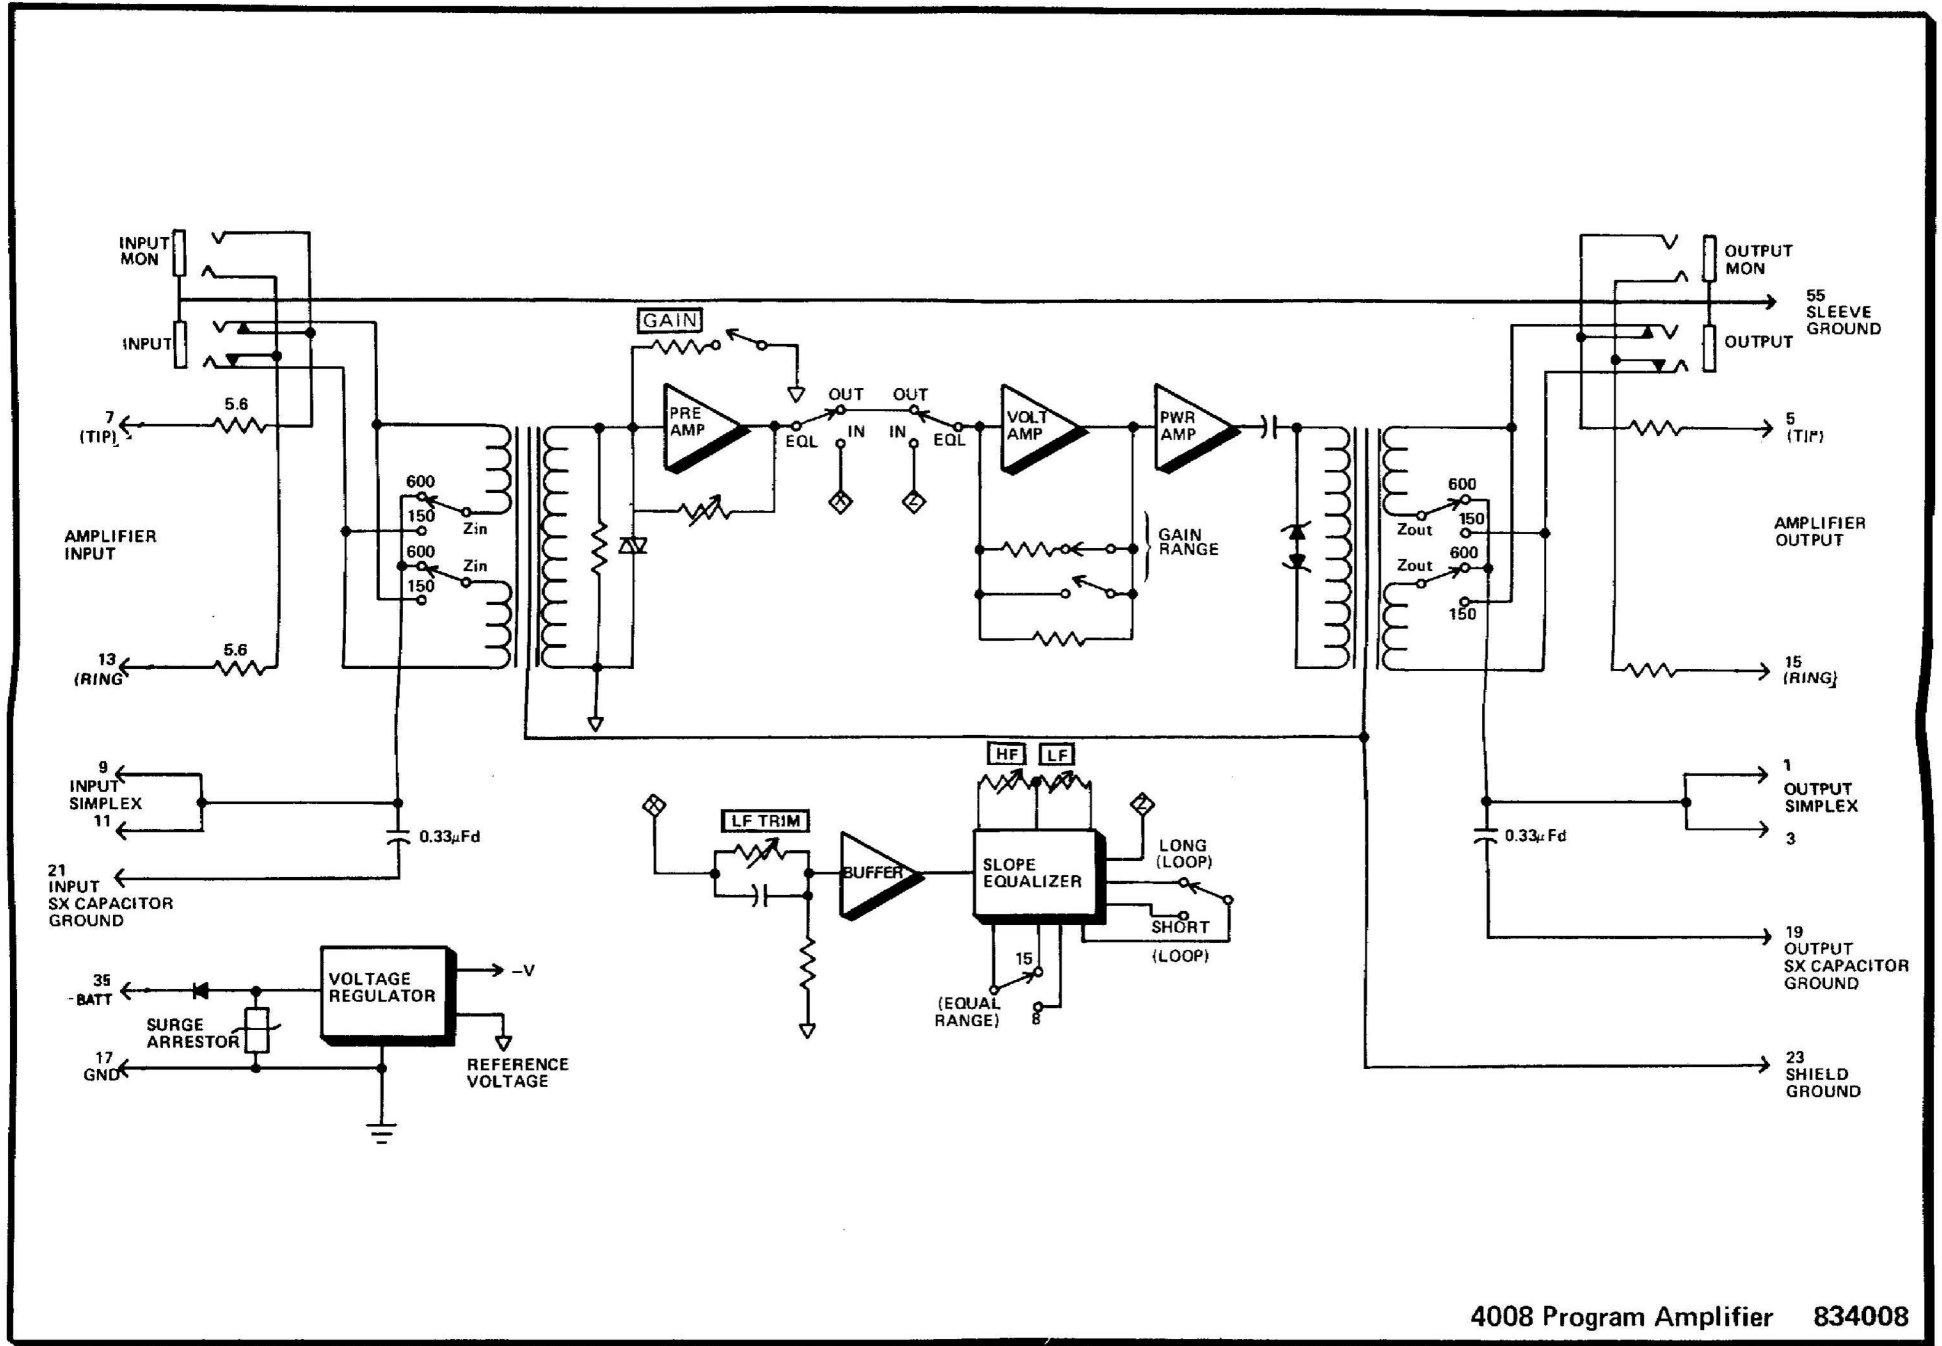 INPUT
MON
INPUT
OUTPUT
MON
55
SLEEVE
GROUND
OUTPUT
GAIN
7
(TIP)
5.6
PRE
AMP
EQL
OUT
IN
OUT
IN
EQL
VOLT
AMP
PWR
AMP
5
(TIP)
X
Z
600
150
Zin
600
150
Zin
AMPLIFIER
INPUT
GAIN
RANGE
600
150
Zout
600
150
Zout
AMPLIFIER
OUTPUT
13
(RING
5.6
15
(RING)
9
INPUT
SIMPLEX
11
0.33µFd
21
INPUT
SX CAPACITOR
GROUND
X
LF TRIM
BUFFER
HF
LF
SLOPE
EQUALIZER
Z
LONG
(LOOP)
SHORT
(LOOP)
15
8
(EQUAL
RANGE)
1
OUTPUT
SIMPLEX
3
0.33µFd
19
OUTPUT
SX CAPACITOR
GROUND
35
-BATT
SURGE
ARRESTOR
17
GND
VOLTAGE
REGULATOR
-V
REFERENCE
VOLTAGE
23
SHIELD
GROUND
4008 Program Amplifier 834008